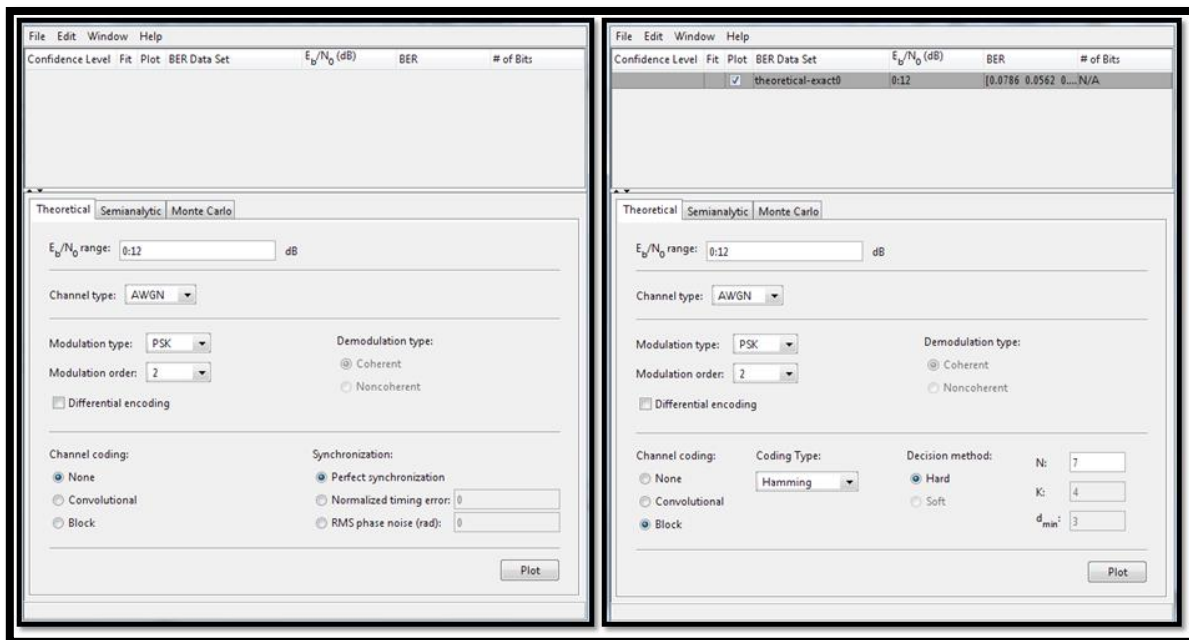 File Edit Window Help
Confidence Level Fit Plot BER Data Set E_b/N_0 (dB) BER # of Bits
Theoretical Semianalytic Monte Carlo
E_b/N_0 range: 0:12 dB
Channel type: AWGN
Modulation type: PSK Demodulation type:
Modulation order: 2 Coherent
Noncoherent
Differential encoding
Channel coding: Synchronization:
None Perfect synchronization
Convolutional Normalized timing error: 0
Block RMS phase noise (rad): 0
Plot
File Edit Window Help
Confidence Level Fit Plot BER Data Set E_b/N_0 (dB) BER # of Bits
theoretical-exact0 0:12 [0.0786 0.0562 0.... N/A
Theoretical Semianalytic Monte Carlo
E_b/N_0 range: 0:12 dB
Channel type: AWGN
Modulation type: PSK Demodulation type:
Modulation order: 2 Coherent
Noncoherent
Differential encoding
Channel coding: Coding Type: Decision method: N: 7
None Hamming Hard
Convolutional Soft K: 4
Block d_min: 3
Plot